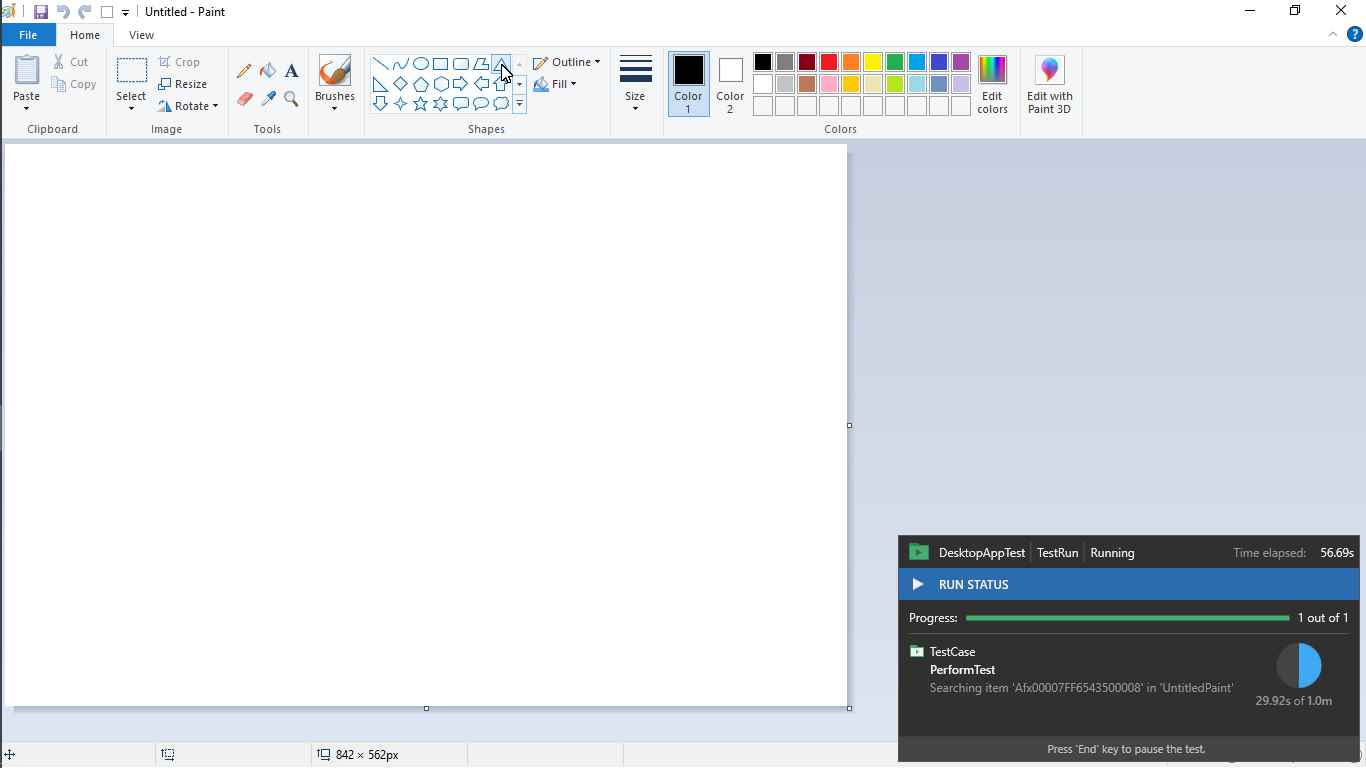 Untitled - Paint
File Home View
Paste Cut Copy
Clipboard
Select Crop Resize Rotate
Image
A
Tools
Brushes
Outline Fill
Shapes
Size
Color 1
Color 2
Edit colors
Colors
Edit with Paint 3D
?
DesktopAppTest TestRun Running Time elapsed: 56.69s
RUN STATUS
Progress: 1 out of 1
TestCase
PerformTest
Searching item 'Afx00007FF6543500008' in 'UntitledPaint'
29.92s of 1.0m
Press 'End' key to pause the test.
842 × 562px